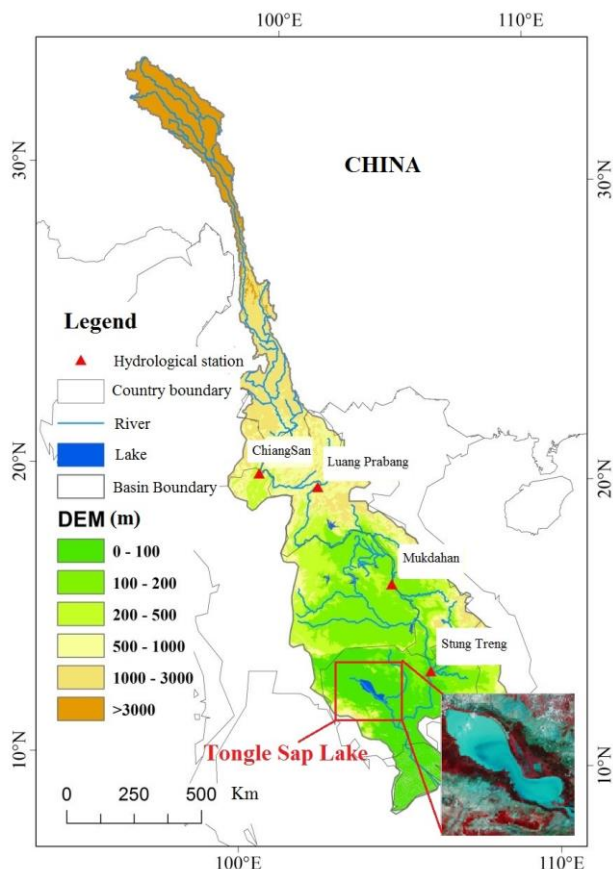 100°E
110°E
30°N
30°N
CHINA
Legend
Hydrological station
Country boundary
River
Lake
Basin Boundary
DEM (m)
0 - 100
100 - 200
200 - 500
500 - 1000
1000 - 3000
>3000
20°N
20°N
ChiangSan
Luang Prabang
Mukdahan
Stung Treng
Tongle Sap Lake
10°N
10°N
0 250 500 Km
100°E
110°E